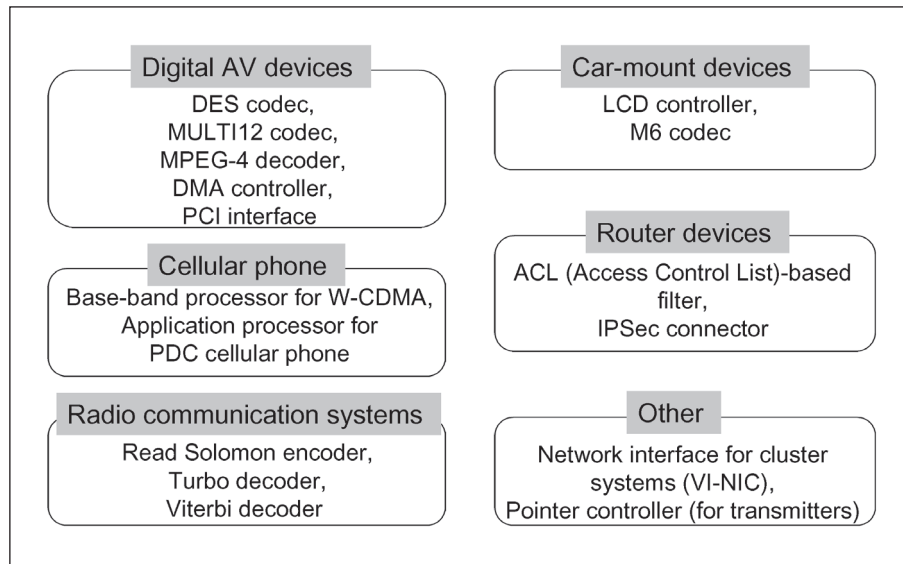 Digital AV devices
DES codec,
MULTI12 codec,
MPEG-4 decoder,
DMA controller,
PCI interface
Cellular phone
Base-band processor for W-CDMA,
Application processor for
PDC cellular phone
Radio communication systems
Read Solomon encoder,
Turbo decoder,
Viterbi decoder
Car-mount devices
LCD controller,
M6 codec
Router devices
ACL (Access Control List)-based
filter,
IPSec connector
Other
Network interface for cluster
systems (VI-NIC),
Pointer controller (for transmitters)